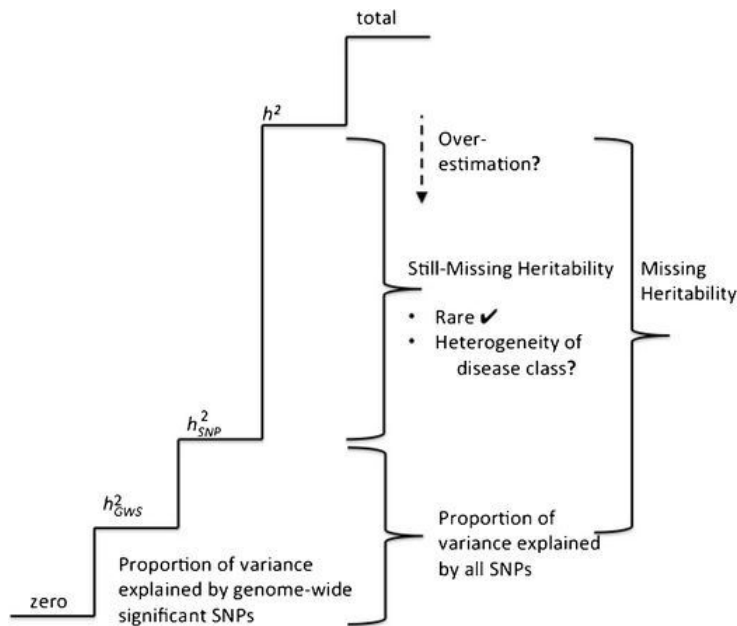 total
h²
Over-
estimation?
Still-Missing Heritability
• Rare ✔
• Heterogeneity of
disease class?
Missing
Heritability
h²SNP
h²GWS
Proportion of
variance explained
by all SNPs
Proportion of variance
explained by genome-wide
significant SNPs
zero